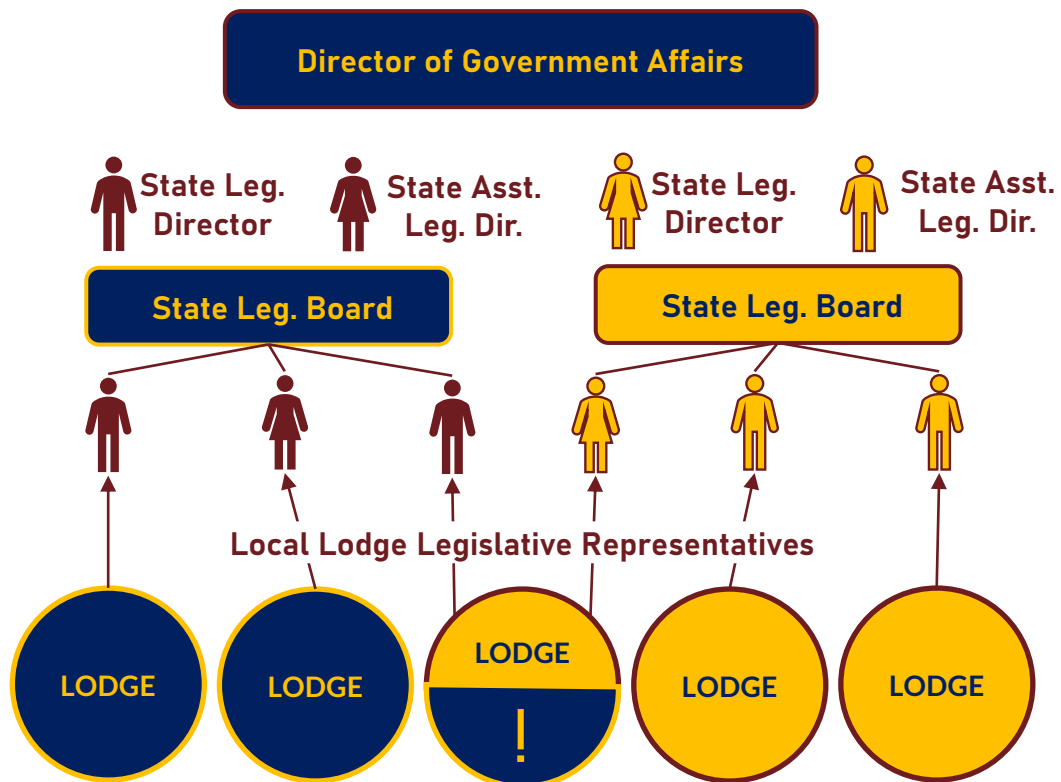 Director of Government Affairs
State Leg.
Director
State Asst.
Leg. Dir.
State Leg.
Director
State Asst.
Leg. Dir.
State Leg. Board
State Leg. Board
Local Lodge Legislative Representatives
LODGE
LODGE
LODGE
!
LODGE
LODGE